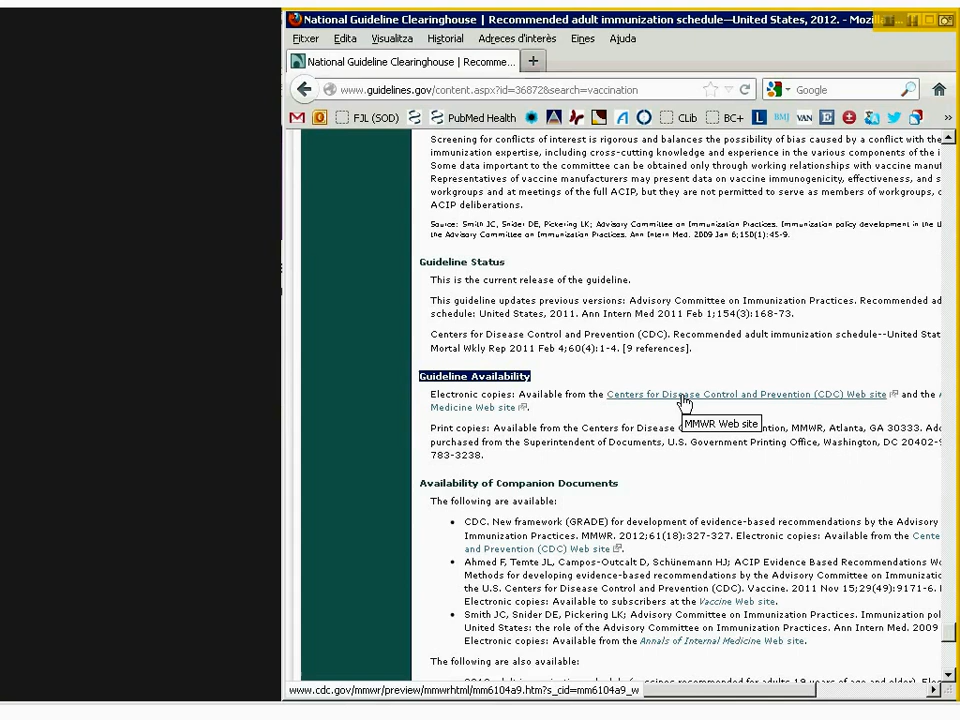 National Guideline Clearinghouse | Recommended adult immunization schedule—United States, 2012. - Mozilla
Fitxer Edita Visualitza Historial Adreces d'interès Eines Ajuda
National Guideline Clearinghouse | Recomme...
www.guidelines.gov/content.aspx?id=36872&search=vaccination
Google
FJL (SOD) PubMed Health CLib BC+ BMJ VAN »
Screening for conflicts of interest is rigorous and balances the possibility of bias caused by a conflict with the
immunization expertise, including cross-cutting knowledge and experience in the various components of the i
Some data important to the committee can be obtained only through working relationships with vaccine manuf
Representatives of vaccine manufacturers may present data on vaccine immunogenicity, effectiveness, and s
workgroups and at meetings of the full ACIP, but they are not permitted to serve as members of workgroups, c
ACIP deliberations.
Source: Smith JC, Snider DE, Pickering LK; Advisory Committee on Immunization Practices. Immunization policy development in the U
the Advisory Committee on Immunization Practices. Ann Intern Med. 2009 Jan 6;150(1):45-9.
Guideline Status
This is the current release of the guideline.
This guideline updates previous versions: Advisory Committee on Immunization Practices. Recommended ad
schedule: United States, 2011. Ann Intern Med 2011 Feb 1;154(3):168-73.
Centers for Disease Control and Prevention (CDC). Recommended adult immunization schedule--United Stat
Mortal Wkly Rep 2011 Feb 4;60(4):1-4. [9 references].
Guideline Availability
Electronic copies: Available from the Centers for Disease Control and Prevention (CDC) Web site and the
Medicine Web site.
MMWR Web site
Print copies: Available from the Centers for Disease C ntion, MMWR, Atlanta, GA 30333. Adc
purchased from the Superintendent of Documents, U.S. Government Printing Office, Washington, DC 20402-9
783-3238.
Availability of Companion Documents
The following are available:
• CDC. New framework (GRADE) for development of evidence-based recommendations by the Advisory
Immunization Practices. MMWR. 2012;61(18):327-327. Electronic copies: Available from the Cente
and Prevention (CDC) Web site.
• Ahmed F, Temte JL, Campos-Outcalt D, Schünemann HJ; ACIP Evidence Based Recommendations Wo
Methods for developing evidence-based recommendations by the Advisory Committee on Immunizatio
the U.S. Centers for Disease Control and Prevention (CDC). Vaccine. 2011 Nov 15;29(49):9171-6.
Electronic copies: Available to subscribers at the Vaccine Web site.
• Smith JC, Snider DE, Pickering LK; Advisory Committee on Immunization Practices. Immunization pol
United States: the role of the Advisory Committee on Immunization Practices. Ann Intern Med. 2009
Electronic copies: Available from the Annals of Internal Medicine Web site.
The following are also available:
www.cdc.gov/mmwr/preview/mmwrhtml/mm6104a9.htm?s_cid=mm6104a9_w